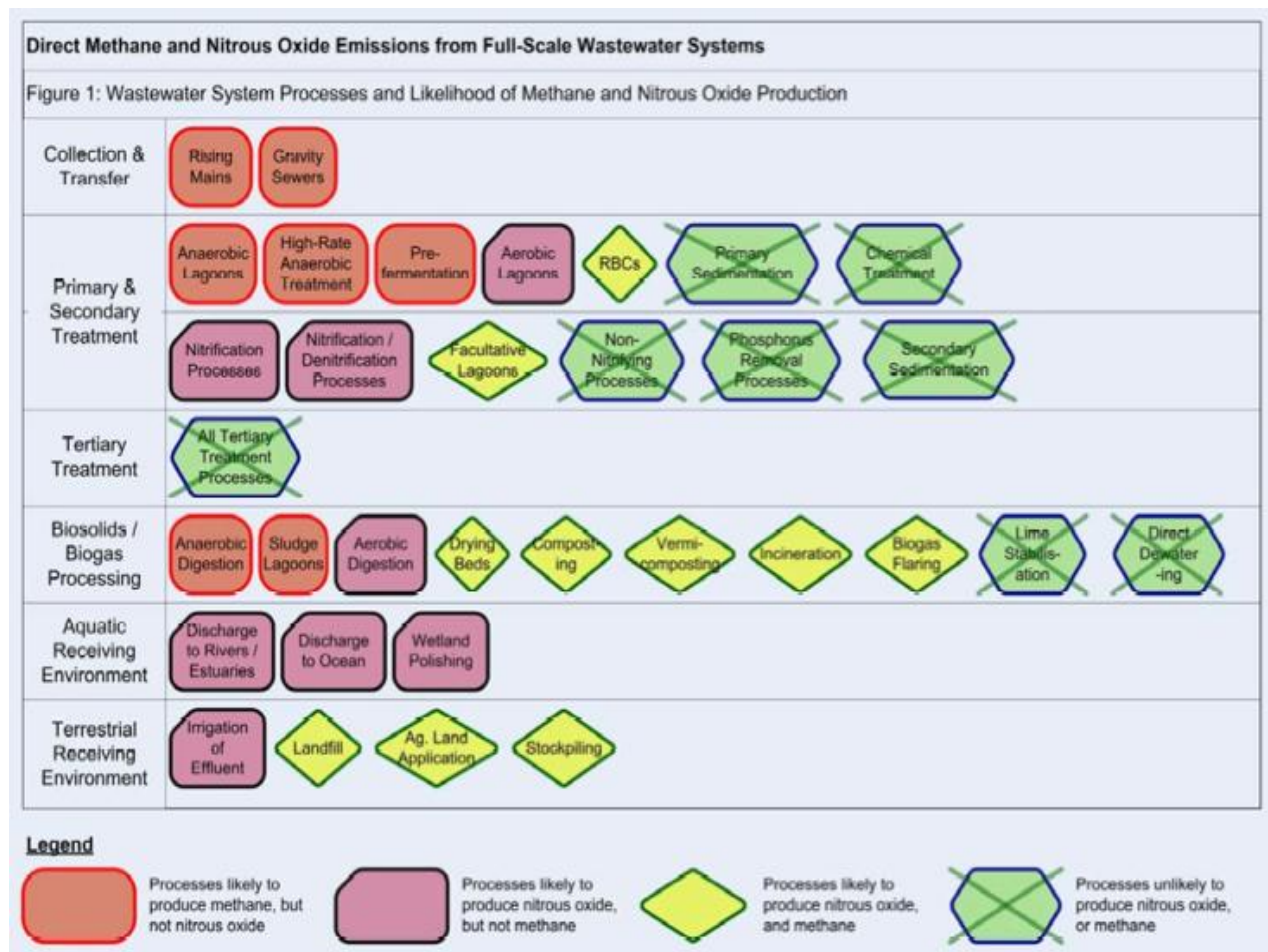 Direct Methane and Nitrous Oxide Emissions from Full-Scale Wastewater Systems
Figure 1: Wastewater System Processes and Likelihood of Methane and Nitrous Oxide Production
Collection &
Transfer
Rising
Mains
Gravity
Sewers
Primary &
Secondary
Treatment
Anaerobic
Lagoons
High-Rate
Anaerobic
Treatment
Pre-
fermentation
Aerobic
Lagoons
RBCs
Primary
Sedimentation
Chemical
Treatment
Nitrification
Processes
Nitrification /
Denitrification
Processes
Facultative
Lagoons
Non-
Nitrifying
Processes
Phosphorus
Removal
Processes
Secondary
Sedimentation
Tertiary
Treatment
All Tertiary
Treatment
Processes
Biosolids /
Biogas
Processing
Anaerobic
Digestion
Sludge
Lagoons
Aerobic
Digestion
Drying
Beds
Compost-
ing
Vermi-
composting
Incineration
Biogas
Flaring
Lime
Stabilis-
ation
Direct
Dewater
-ing
Aquatic
Receiving
Environment
Discharge
to Rivers /
Estuaries
Discharge
to Ocean
Wetland
Polishing
Terrestrial
Receiving
Environment
Irrigation
of
Effluent
Landfill
Ag. Land
Application
Stockpiling
Legend
Processes likely to
produce methane, but
not nitrous oxide
Processes likely to
produce nitrous oxide,
but not methane
Processes likely to
produce nitrous oxide,
and methane
Processes unlikely to
produce nitrous oxide,
or methane